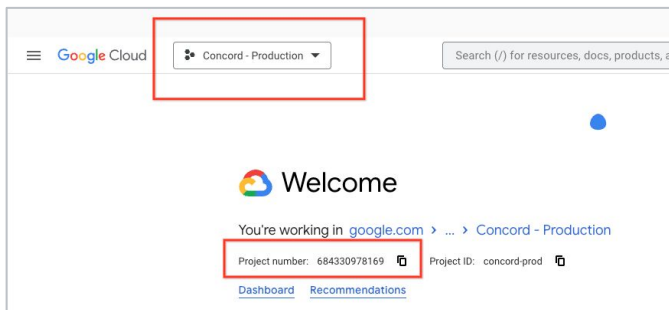 Google Cloud Concord - Production Search (/) for resources, docs, products, a
Welcome
You're working in google.com > ... > Concord - Production
Project number: 684330978169 Project ID: concord-prod
Dashboard Recommendations